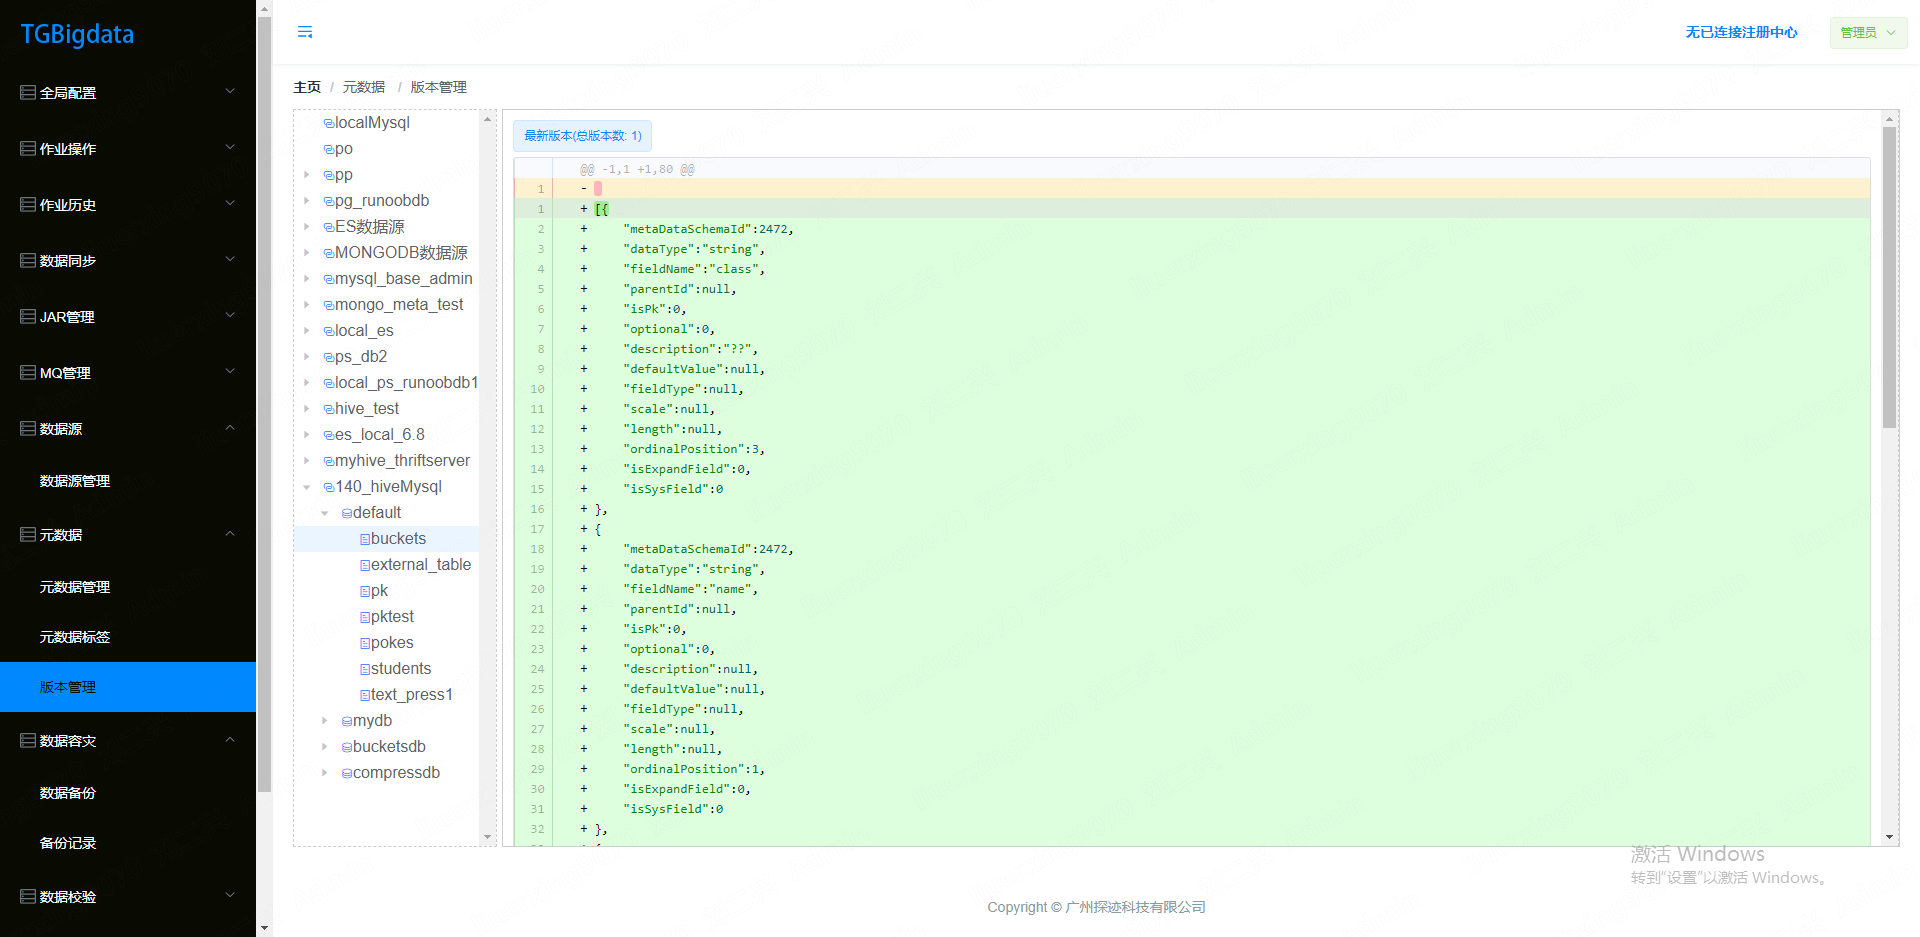 TGBigdata
全局配置
作业操作
作业历史
数据同步
JAR管理
MQ管理
数据源
数据源管理
元数据
元数据管理
元数据标签
版本管理
数据容灾
数据备份
备份记录
数据校验
无已连接注册中心
管理员
主页 / 元数据 / 版本管理
localMysql
po
pp
pg_runoobdb
ES数据源
MONGODB数据源
mysql_base_admin
mongo_meta_test
local_es
ps_db2
local_ps_runoobdb1
hive_test
es_local_6.8
myhive_thriftserver
140_hiveMysql
default
buckets
external_table
pk
pktest
pokes
students
text_press1
mydb
bucketsdb
compressdb
最新版本(总版本数: 1)
@@ -1,1 +1,80 @@
1 -
1 + [{
2 + "metaDataSchemaId":2472,
3 + "dataType":"string",
4 + "fieldName":"class",
5 + "parentId":null,
6 + "isPk":0,
7 + "optional":0,
8 + "description":"??",
9 + "defaultValue":null,
10 + "fieldType":null,
11 + "scale":null,
12 + "length":null,
13 + "ordinalPosition":3,
14 + "isExpandField":0,
15 + "isSysField":0
16 + },
17 + {
18 + "metaDataSchemaId":2472,
19 + "dataType":"string",
20 + "fieldName":"name",
21 + "parentId":null,
22 + "isPk":0,
23 + "optional":0,
24 + "description":null,
25 + "defaultValue":null,
26 + "fieldType":null,
27 + "scale":null,
28 + "length":null,
29 + "ordinalPosition":1,
30 + "isExpandField":0,
31 + "isSysField":0
32 + },
激活 Windows
转到"设置"以激活 Windows。
Copyright © 广州探迹科技有限公司